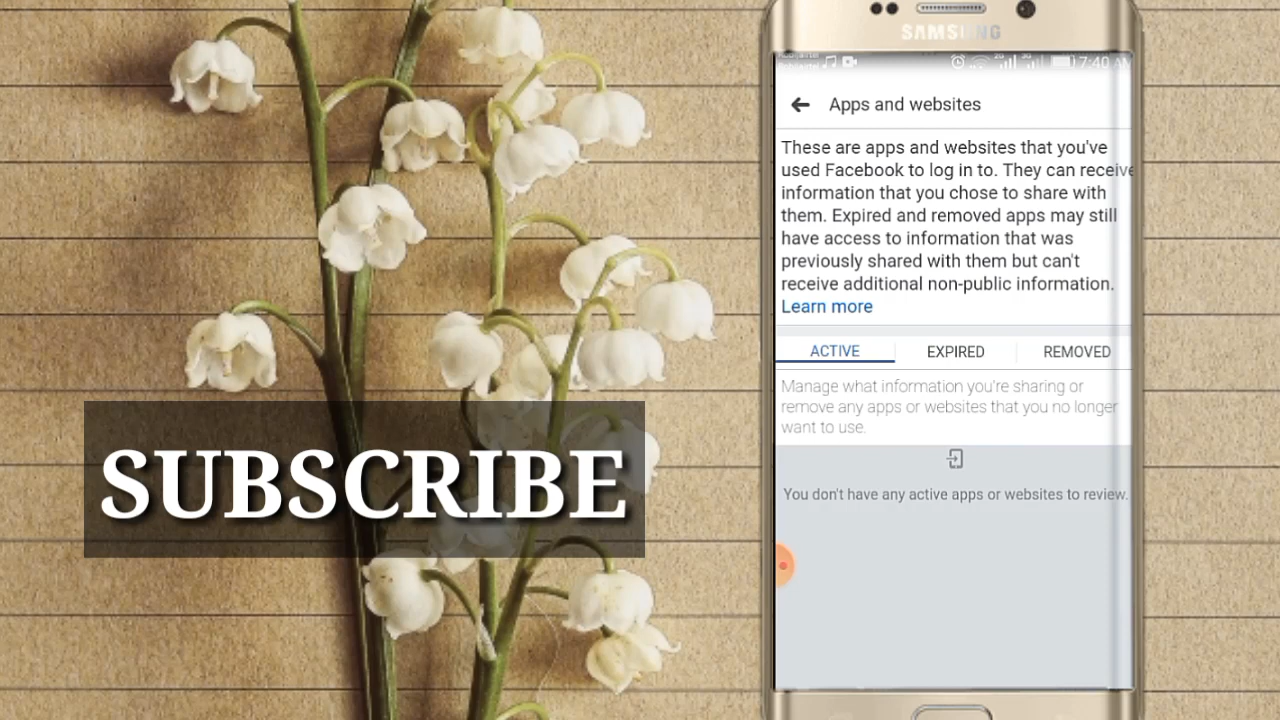 SAMSUNG
7:40 AM
Apps and websites
These are apps and websites that you've
used Facebook to log in to. They can receive
information that you chose to share with
them. Expired and removed apps may still
have access to information that was
previously shared with them but can't
receive additional non-public information.
Learn more
ACTIVE EXPIRED REMOVED
Manage what information you're sharing or
remove any apps or websites that you no longer
want to use.
You don't have any active apps or websites to review.
SUBSCRIBE